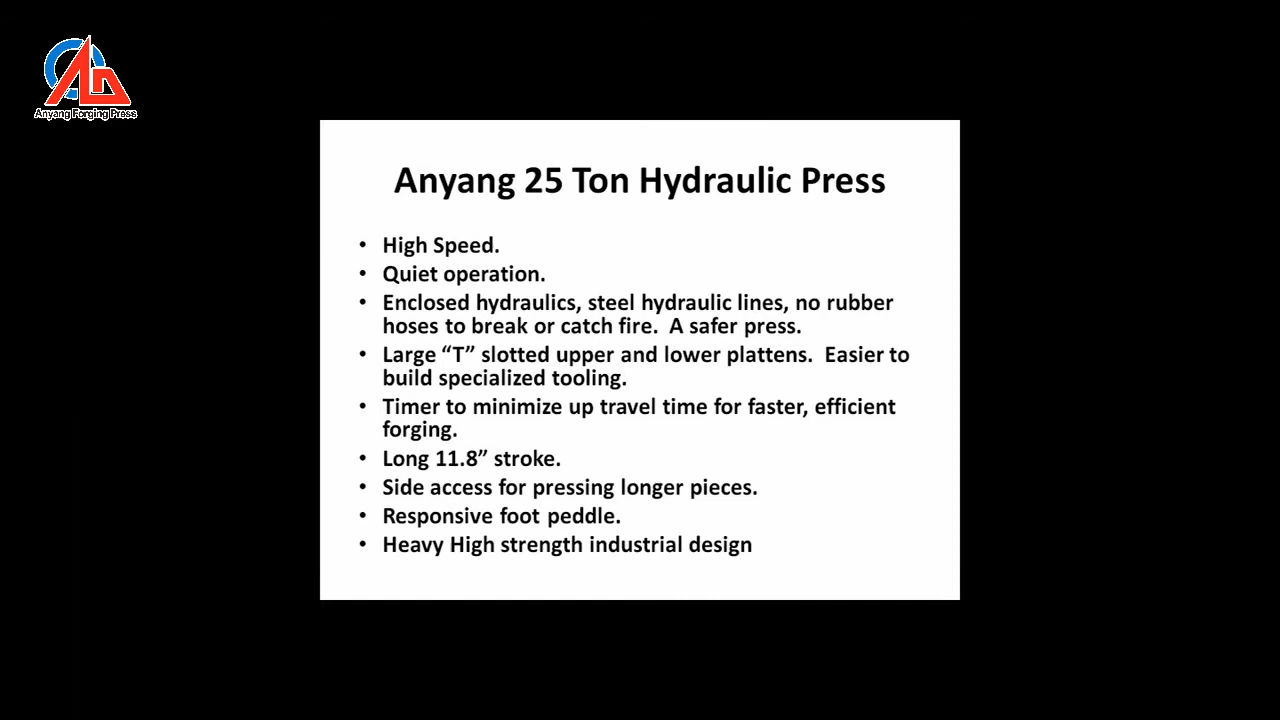 Anyang Forging Press
Anyang 25 Ton Hydraulic Press
• High Speed.
• Quiet operation.
• Enclosed hydraulics, steel hydraulic lines, no rubber
hoses to break or catch fire.  A safer press.
• Large “T” slotted upper and lower plattens.  Easier to
build specialized tooling.
• Timer to minimize up travel time for faster, efficient
forging.
• Long 11.8” stroke.
• Side access for pressing longer pieces.
• Responsive foot peddle.
• Heavy High strength industrial design